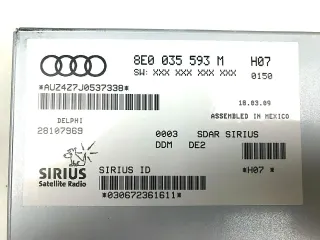 8E0 035 593 M H07
SW: XXX XXX XXX XXX 0150
*AUZ4Z7J0537338*
18.03.09
DELPHI ASSEMBLED IN MEXICO
28107969
0003 SDAR SIRIUS
DDM DE2
SIRIUS SIRIUS ID *H07 *
Satellite Radio
*030672361611*